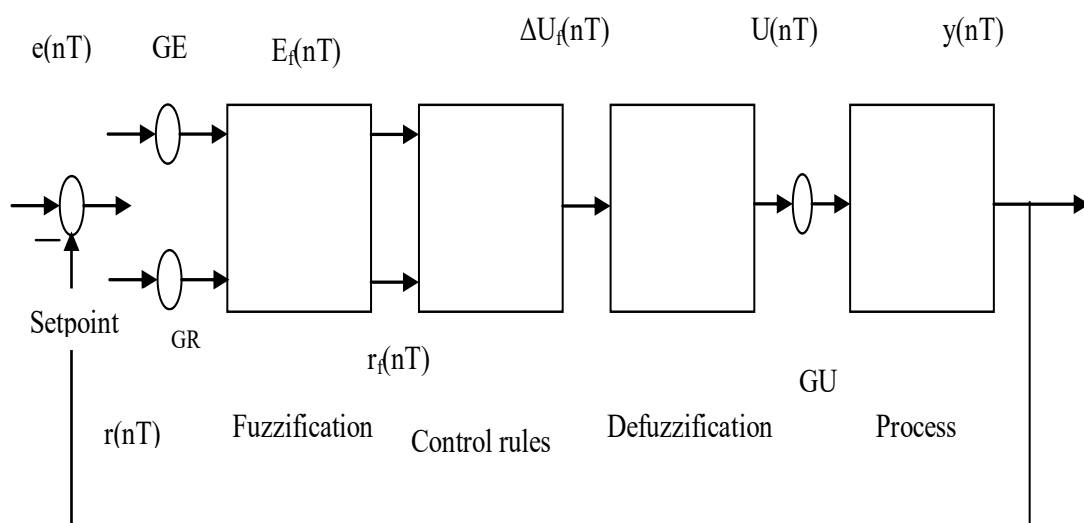 e(nT)
GE
E_f(nT)
ΔU_f(nT)
U(nT)
y(nT)
–
Setpoint
GR
r_f(nT)
GU
r(nT)
Fuzzification
Control rules
Defuzzification
Process